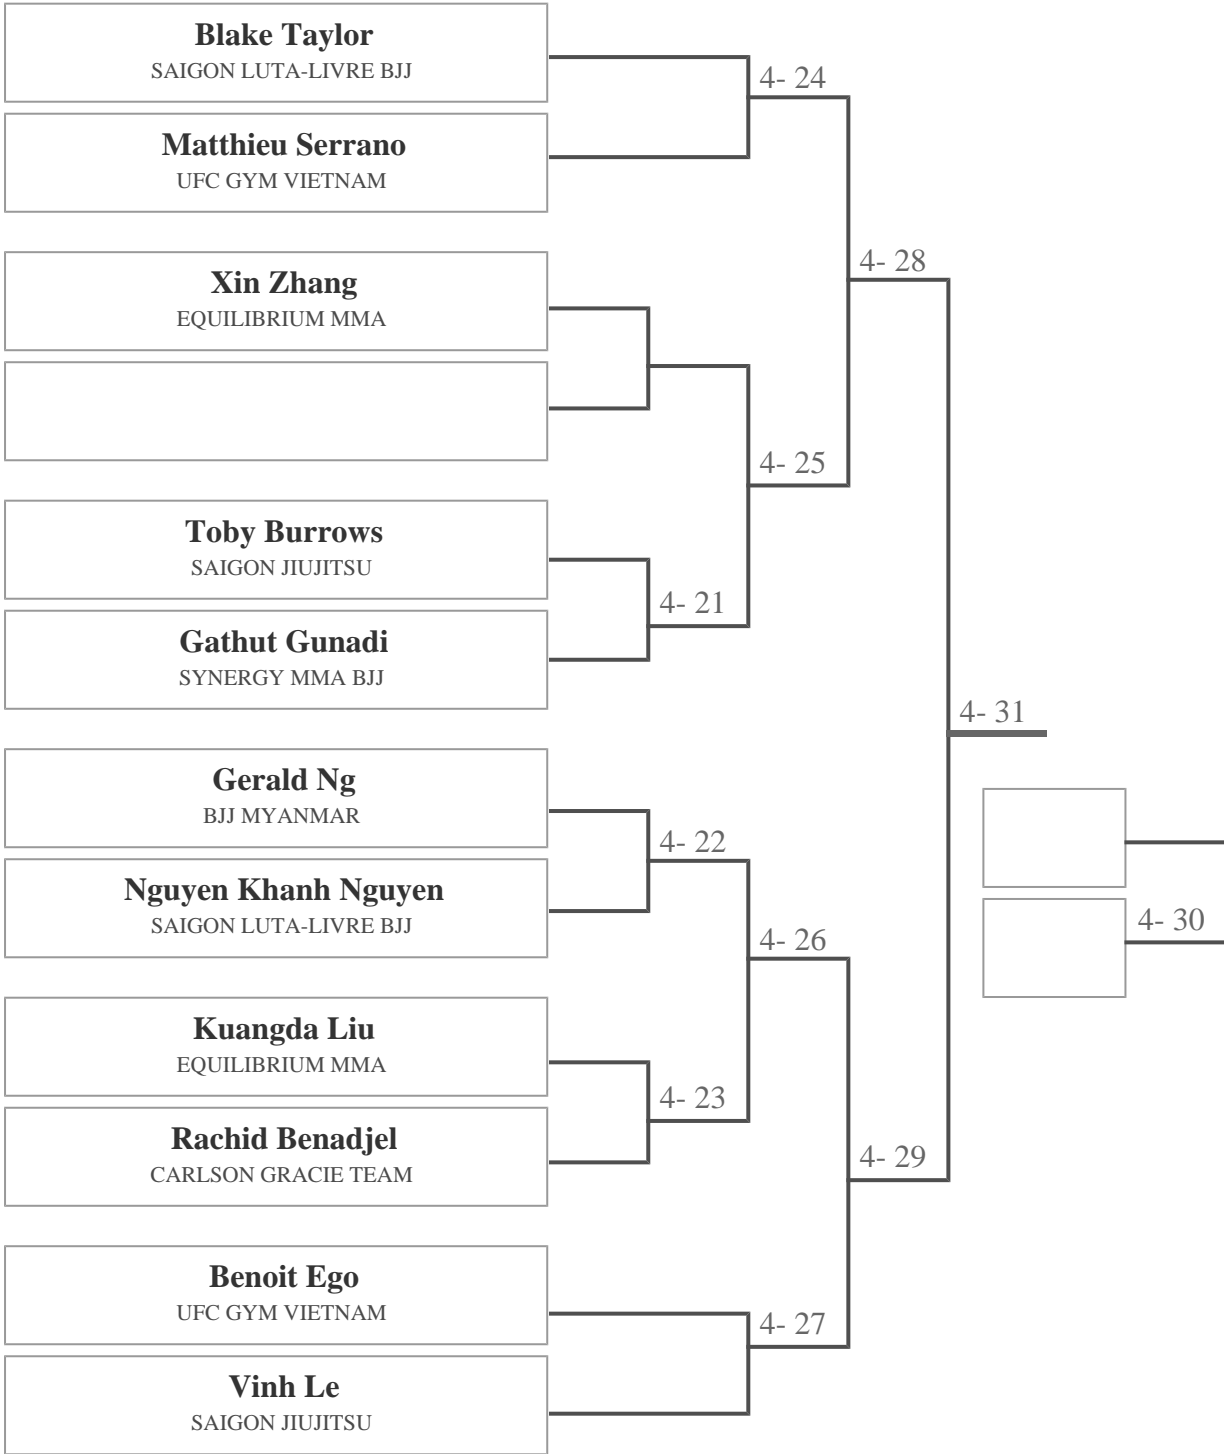 Blake Taylor
SAIGON LUTA-LIVRE BJJ
4- 24
Matthieu Serrano
UFC GYM VIETNAM
4- 28
Xin Zhang
EQUILIBRIUM MMA
4- 25
Toby Burrows
SAIGON JIUJITSU
4- 21
Gathut Gunadi
SYNERGY MMA BJJ
4- 31
Gerald Ng
BJJ MYANMAR
4- 22
Nguyen Khanh Nguyen
SAIGON LUTA-LIVRE BJJ
4- 30
4- 26
Kuangda Liu
EQUILIBRIUM MMA
4- 23
Rachid Benadjel
CARLSON GRACIE TEAM
4- 29
Benoit Ego
UFC GYM VIETNAM
4- 27
Vinh Le
SAIGON JIUJITSU